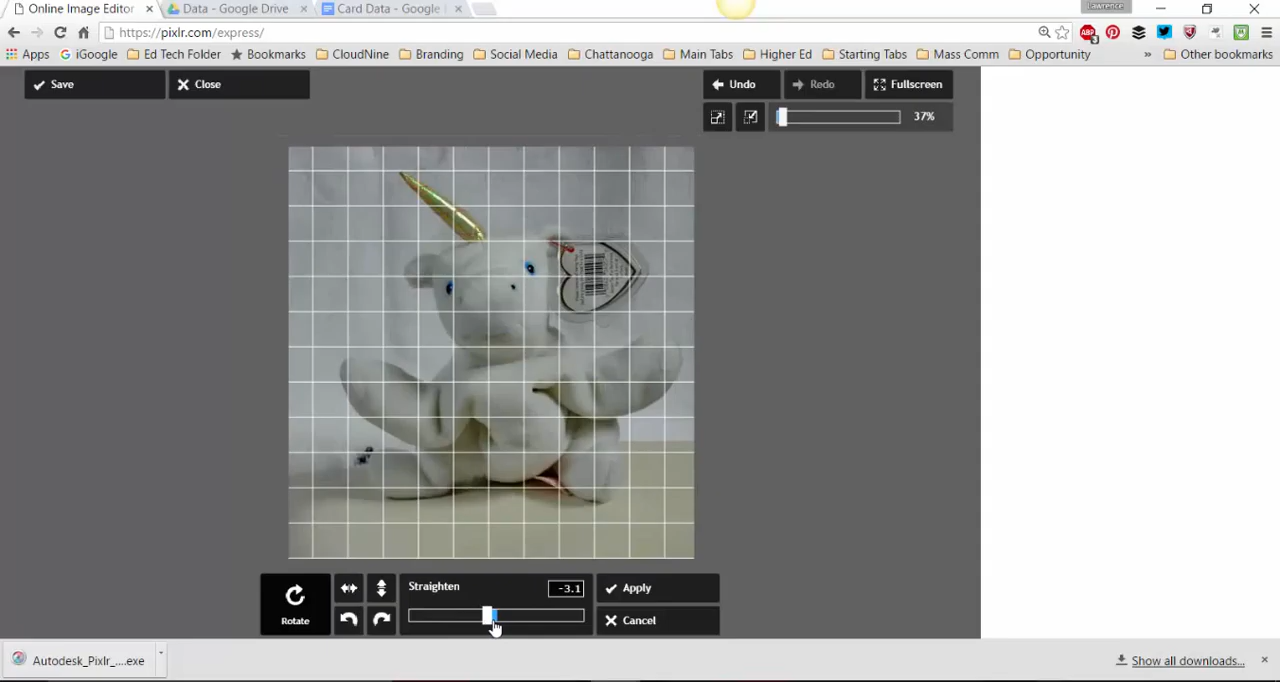 Online Image Editor
Data - Google Drive
Card Data - Google
Lawrence
https://pixlr.com/express/
Apps
iGoogle
Ed Tech Folder
Bookmarks
CloudNine
Branding
Social Media
Chattanooga
Main Tabs
Higher Ed
Starting Tabs
Mass Comm
Opportunity
»
Other bookmarks
Save
Close
Undo
Redo
Fullscreen
37%
Rotate
Straighten
-3.1
Apply
Cancel
Autodesk_Pixlr_....exe
Show all downloads...